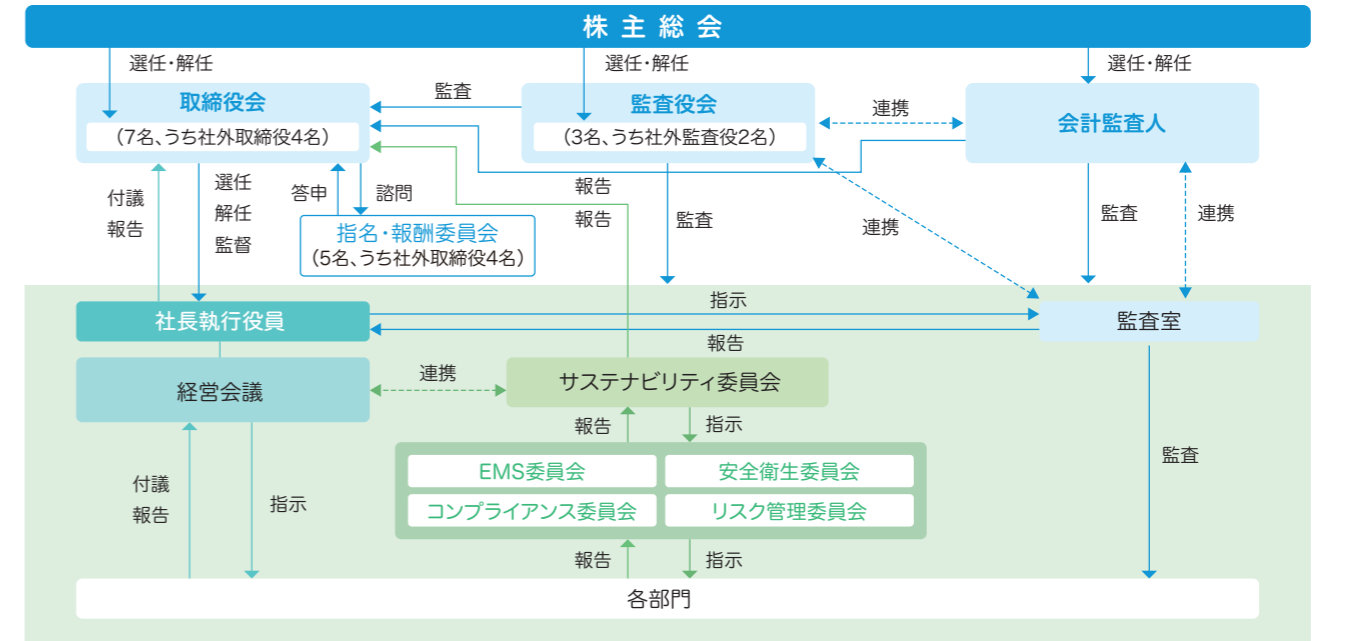 株主総会
選任・解任
選任・解任
選任・解任
取締役会
(7名、うち社外取締役4名)
監査
監査役会
(3名、うち社外監査役2名)
連携
会計監査人
付議
報告
選任
解任
監督
答申
諮問
報告
報告
監査
連携
監査
連携
指名・報酬委員会
(5名、うち社外取締役4名)
社長執行役員
指示
報告
監査室
経営会議
連携
サステナビリティ委員会
報告
指示
EMS委員会
安全衛生委員会
コンプライアンス委員会
リスク管理委員会
監査
付議
報告
指示
報告
指示
各部門